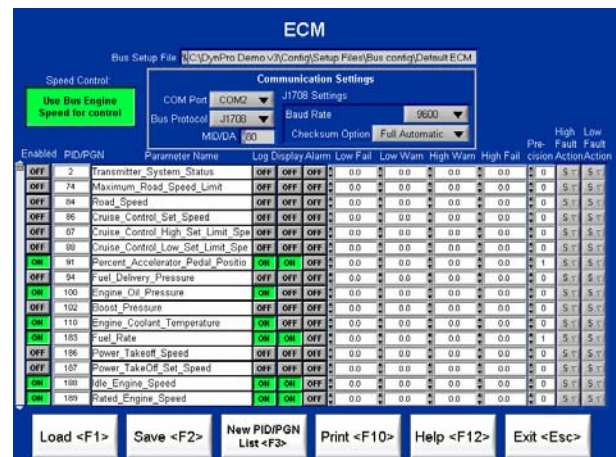 ECM
Bus Setup File C:\DynPro Demo v3\Config\Setup Files\Bus config\Default ECM
Speed Control:
Use Bus Engine
Speed for control
Communication Settings
COM Port COM2
Bus Protocol J1708
MID/DA 80
J1708 Settings
Baud Rate 9600
Checksum Option Full Automatic
Enabled PID/PGN Parameter Name Log Display Alarm Low Fail Low Warn High Warn High Fail Pre-cision High Fault Action Low Fault Action
OFF 2 Transmitter_System_Status OFF OFF OFF 0.0 0.0 0.0 0.0 0
OFF 74 Maximum_Road_Speed_Limit OFF OFF OFF 0.0 0.0 0.0 0.0 0
OFF 84 Road_Speed OFF OFF OFF 0.0 0.0 0.0 0.0 0
OFF 86 Cruise_Control_Set_Speed OFF OFF OFF 0.0 0.0 0.0 0.0 0
OFF 87 Cruise_Control_High_Set_Limit_Spe OFF OFF OFF 0.0 0.0 0.0 0.0 0
OFF 88 Cruise_Control_Low_Set_Limit_Spe OFF OFF OFF 0.0 0.0 0.0 0.0 0
ON 91 Percent_Accelerator_Pedal_Positio ON ON OFF 0.0 0.0 0.0 0.0 1
OFF 94 Fuel_Delivery_Pressure OFF OFF OFF 0.0 0.0 0.0 0.0 0
ON 100 Engine_Oil_Pressure ON OFF OFF 0.0 0.0 0.0 0.0 0
OFF 102 Boost_Pressure OFF OFF OFF 0.0 0.0 0.0 0.0 0
ON 110 Engine_Coolant_Temperature ON OFF OFF 0.0 0.0 0.0 0.0 0
ON 183 Fuel_Rate ON ON OFF 0.0 0.0 0.0 0.0 1
OFF 186 Power_Takeoff_Speed OFF OFF OFF 0.0 0.0 0.0 0.0 0
OFF 187 Power_TakeOff_Set_Speed OFF OFF OFF 0.0 0.0 0.0 0.0 0
ON 188 Idle_Engine_Speed ON ON OFF 0.0 0.0 0.0 0.0 0
ON 189 Rated_Engine_Speed ON ON OFF 0.0 0.0 0.0 0.0 0
Load <F1> Save <F2> New PID/PGN List <F3> Print <F10> Help <F12> Exit <Esc>